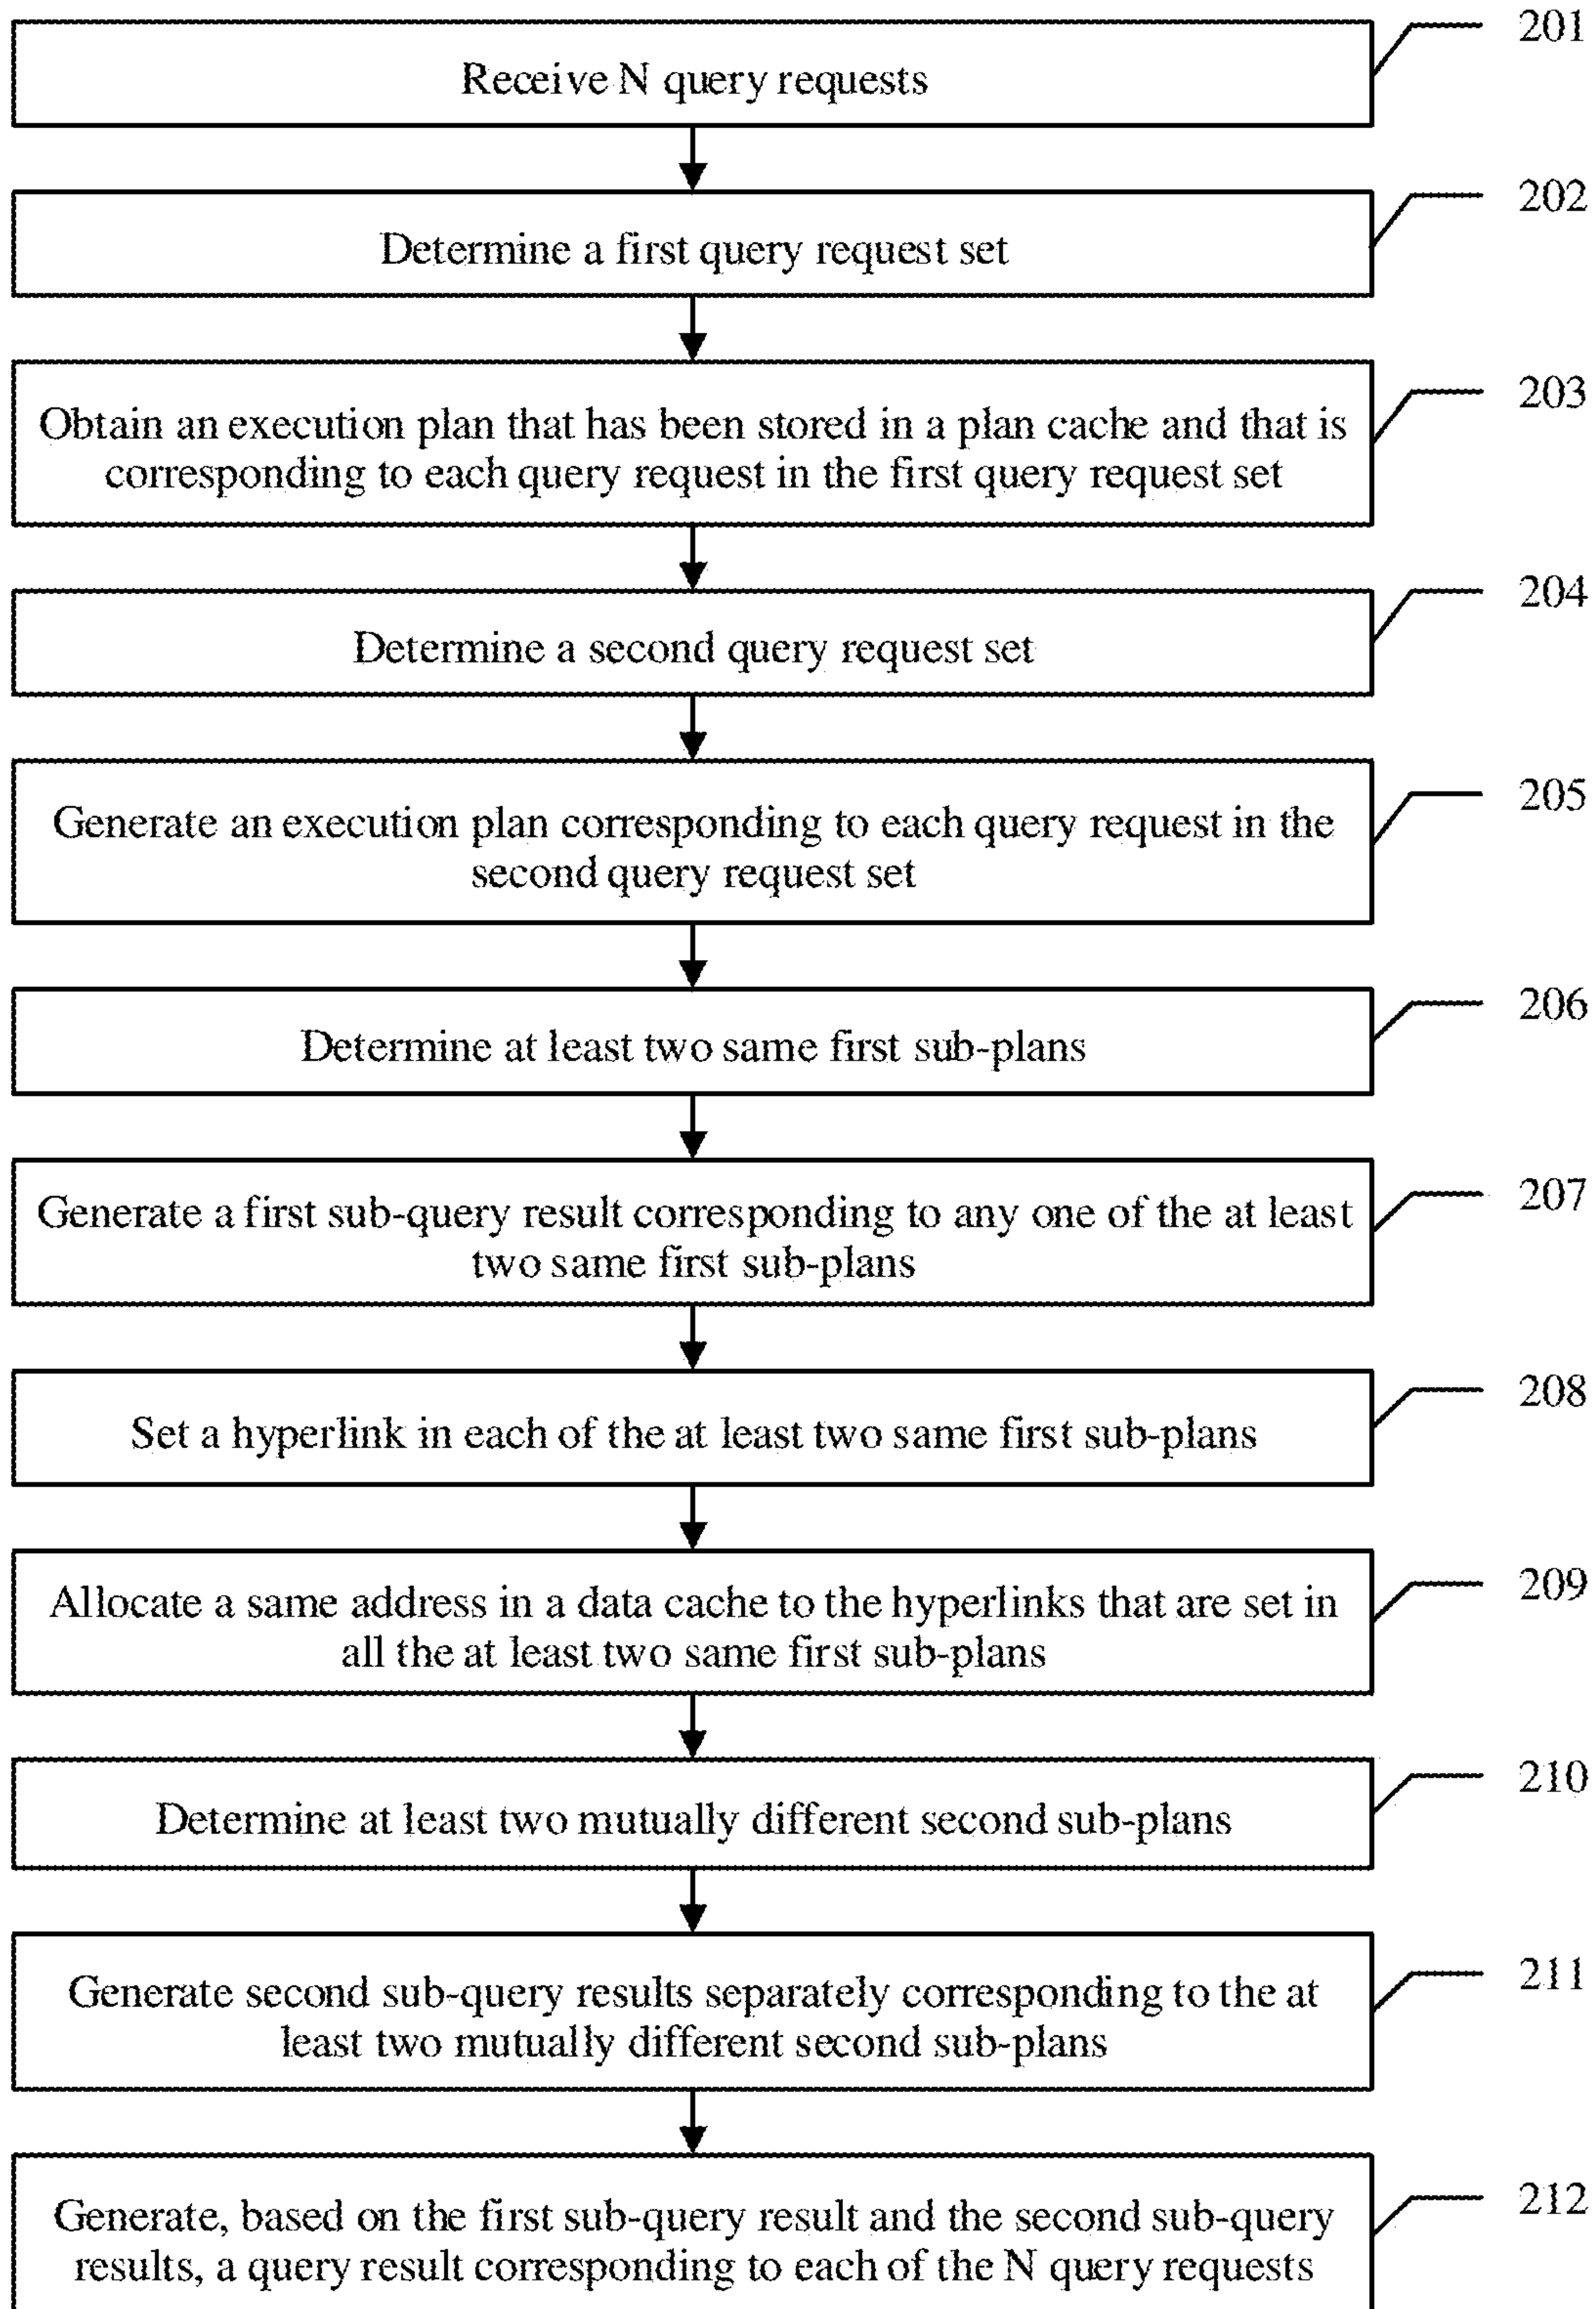 201
Receive N query requests
202
Determine a first query request set
203
Obtain an execution plan that has been stored in a plan cache and that is
corresponding to each query request in the first query request set
204
Determine a second query request set
205
Generate an execution plan corresponding to each query request in the
second query request set
206
Determine at least two same first sub-plans
207
Generate a first sub-query result corresponding to any one of the at least
two same first sub-plans
208
Set a hyperlink in each of the at least two same first sub-plans
209
Allocate a same address in a data cache to the hyperlinks that are set in
all the at least two same first sub-plans
210
Determine at least two mutually different second sub-plans
211
Generate second sub-query results separately corresponding to the at
least two mutually different second sub-plans
212
Generate, based on the first sub-query result and the second sub-query
results, a query result corresponding to each of the N query requests